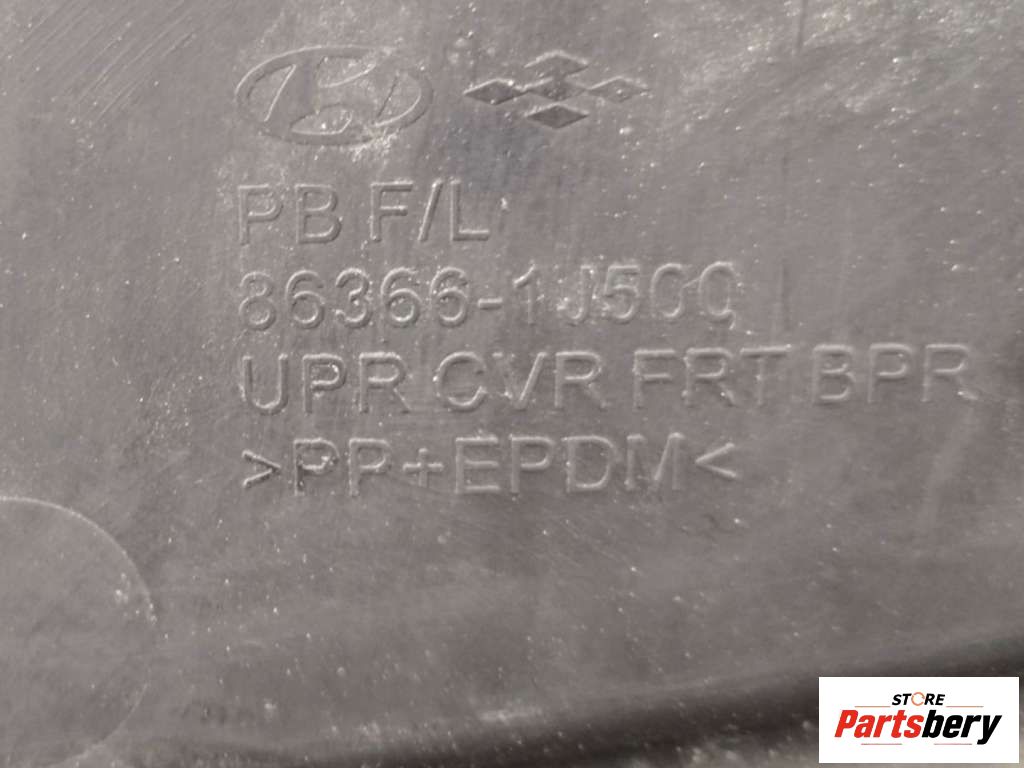 PB F/L
86366-1J500
UPR CVR FRT BPR
>PP+EPDM<
STORE
Partsbery